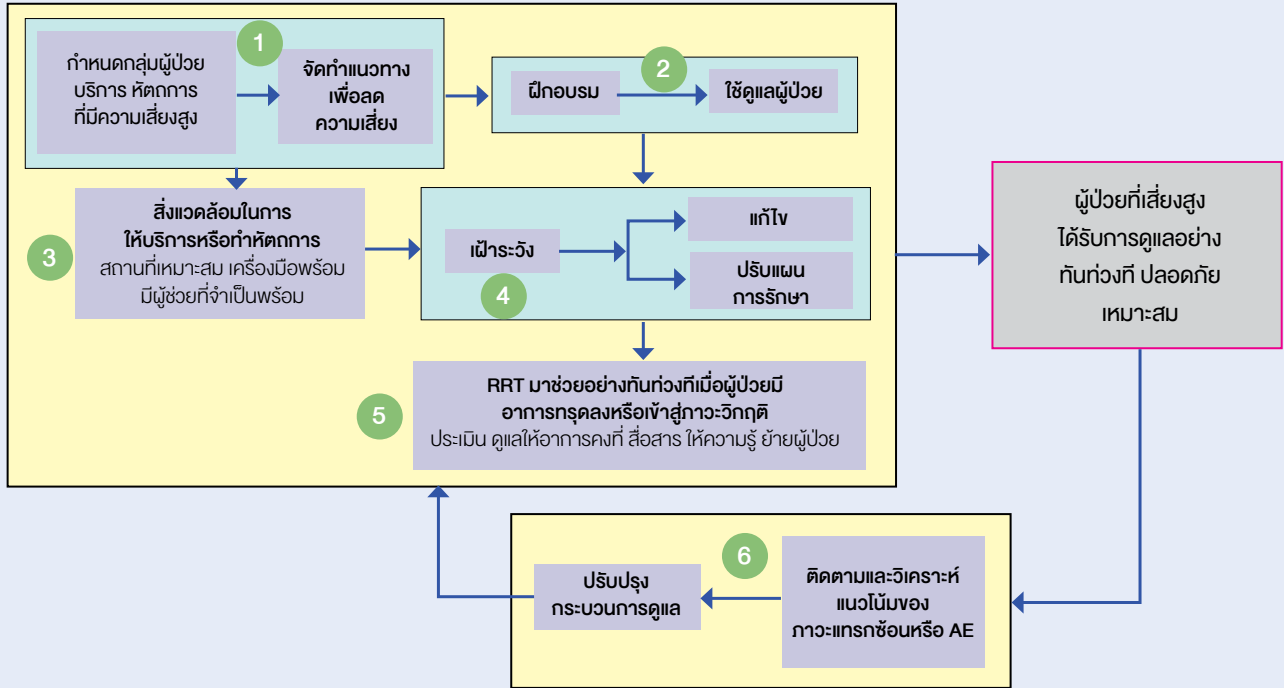 1
กำหนดกลุ่มผู้ป่วย
บริการ หัตถการ
ที่มีความเสี่ยงสูง
จัดทำแนวทาง
เพื่อลด
ความเสี่ยง
2
ฝึกอบรม
ใช้ดูแลผู้ป่วย
3
สิ่งแวดล้อมในการ
ให้บริการหรือทำหัตถการ
สถานที่เหมาะสม เครื่องมือพร้อม
มีผู้ช่วยที่จำเป็นพร้อม
เฝ้าระวัง
4
แก้ไข
ปรับแผน
การรักษา
5
RRT มาช่วยอย่างทันท่วงทีเมื่อผู้ป่วยมี
อาการทรุดลงหรือเข้าสู่ภาวะวิกฤติ
ประเมิน ดูแลให้อาการคงที่ สื่อสาร ให้ความรู้ ย้ายผู้ป่วย
ผู้ป่วยที่เสี่ยงสูง
ได้รับการดูแลอย่าง
ทันท่วงที ปลอดภัย
เหมาะสม
6
ติดตามและวิเคราะห์
แนวโน้มของ
ภาวะแทรกซ้อนหรือ AE
ปรับปรุง
กระบวนการดูแล